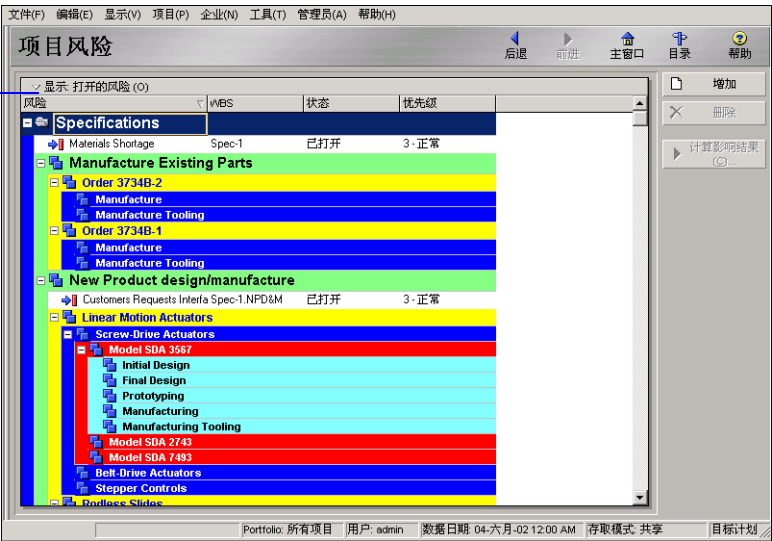 文件(F) 编辑(E) 显示(V) 项目(P) 企业(N) 工具(T) 管理员(A) 帮助(H)
项目风险
后退 前进 主窗口 目录 帮助
显示: 打开的风险 (O)
风险 WBS 状态 优先级
Specifications
Materials Shortage Spec-1 已打开 3 - 正常
Manufacture Existing Parts
Order 3734B-2
Manufacture
Manufacture Tooling
Order 3734B-1
Manufacture
Manufacture Tooling
New Product design/manufacture
Customers Requests Interfa Spec-1.NPD&M 已打开 3 - 正常
Linear Motion Actuators
Screw-Drive Actuators
Model SDA 3567
Initial Design
Final Design
Prototyping
Manufacturing
Manufacturing Tooling
Model SDA 2743
Model SDA 7493
Belt-Drive Actuators
Stepper Controls
Rodless Slides
增加
删除
计算影响结果
(C)...
Portfolio: 所有项目 用户: admin 数据日期: 04-六月-02 12:00 AM 存取模式: 共享 目标计划